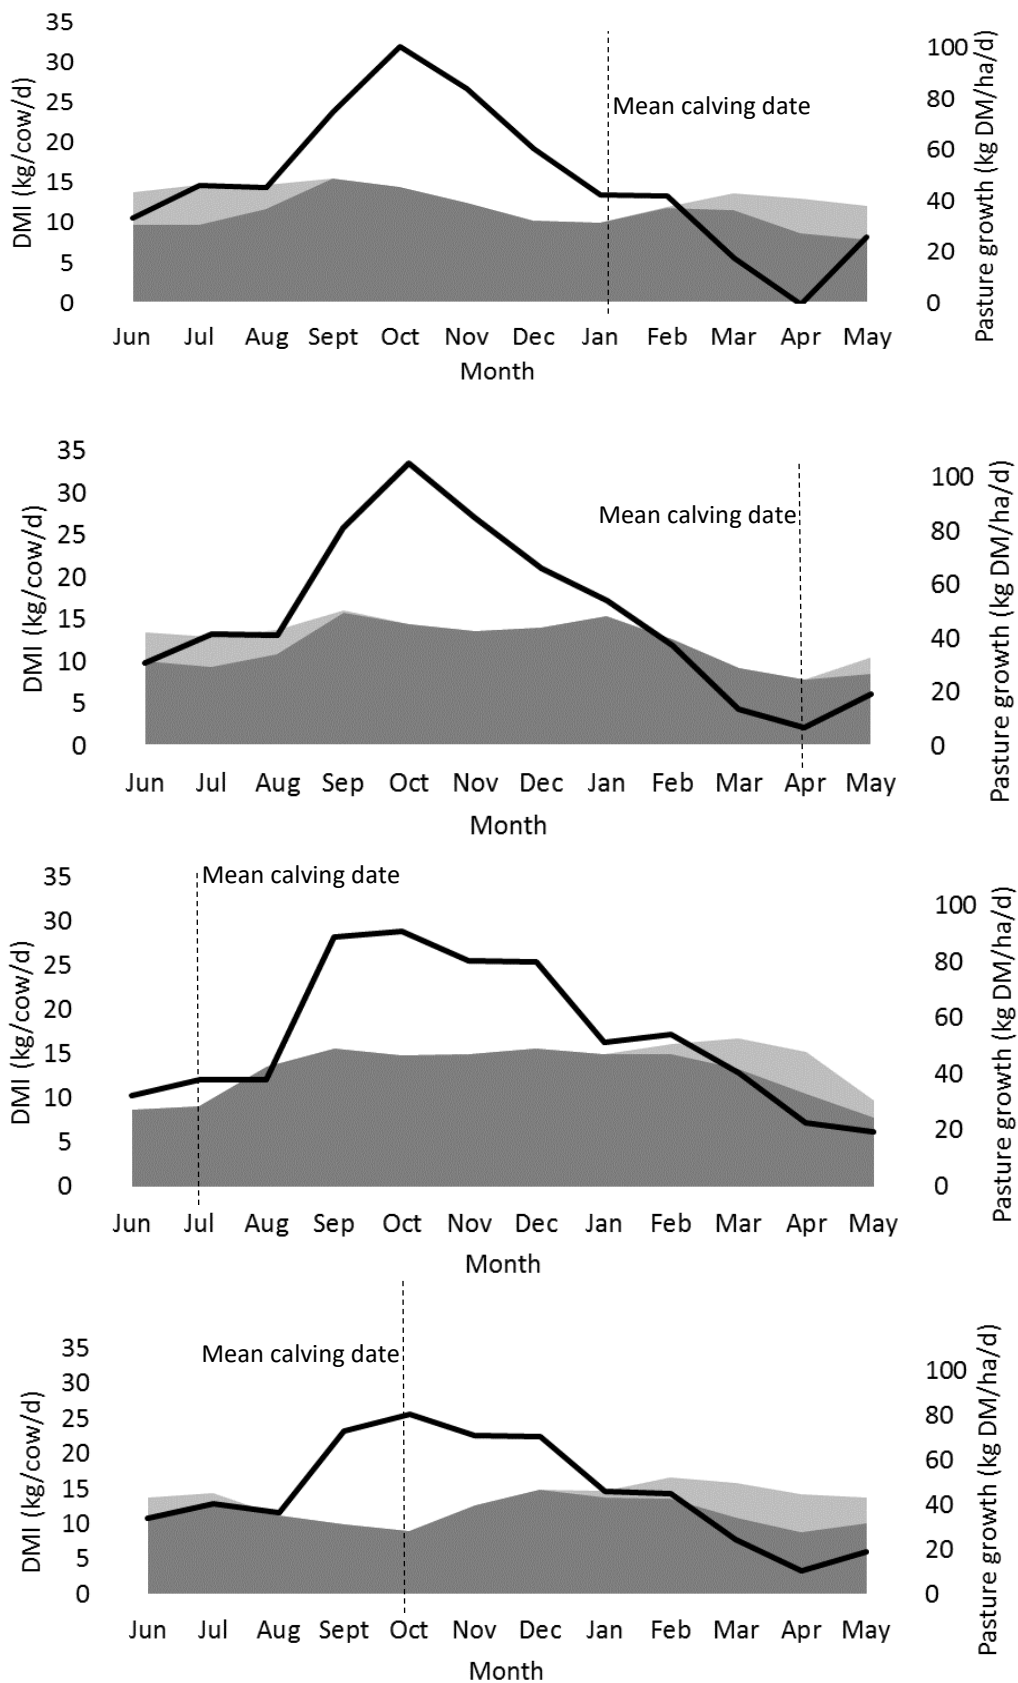 35
30
25
20
15
10
5
0
DMI (kg/cow/d)
Mean calving date
100
80
60
40
20
0
Pasture growth (kg DM/ha/d)
Jun Jul Aug Sept Oct Nov Dec Jan Feb Mar Apr May
Month
35
30
25
20
15
10
5
0
DMI (kg/cow/d)
Mean calving date
100
80
60
40
20
0
Pasture growth (kg DM/ha/d)
Jun Jul Aug Sep Oct Nov Dec Jan Feb Mar Apr May
Month
35
30
25
20
15
10
5
0
DMI (kg/cow/d)
Mean calving date
100
80
60
40
20
0
Pasture growth (kg DM/ha/d)
Jun Jul Aug Sep Oct Nov Dec Jan Feb Mar Apr May
Month
35
30
25
20
15
10
5
0
DMI (kg/cow/d)
Mean calving date
100
80
60
40
20
0
Pasture growth (kg DM/ha/d)
Jun Jul Aug Sept Oct Nov Dec Jan Feb Mar Apr May
Month